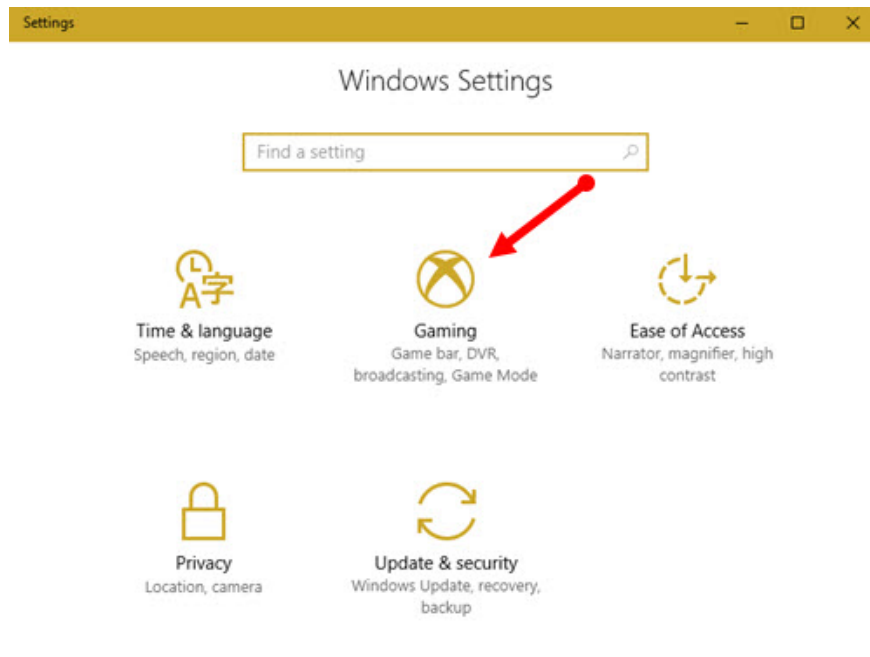 Settings
Windows Settings
Find a setting
A字
Time & language
Speech, region, date
Gaming
Game bar, DVR,
broadcasting, Game Mode
Ease of Access
Narrator, magnifier, high
contrast
Privacy
Location, camera
Update & security
Windows Update, recovery,
backup